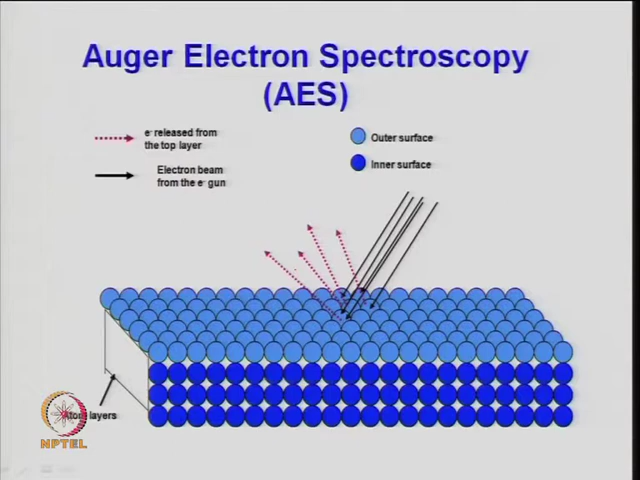 Auger Electron Spectroscopy
(AES)
e- released from
the top layer
Outer surface
Inner surface
Electron beam
from the e- gun
layers
NPTEL